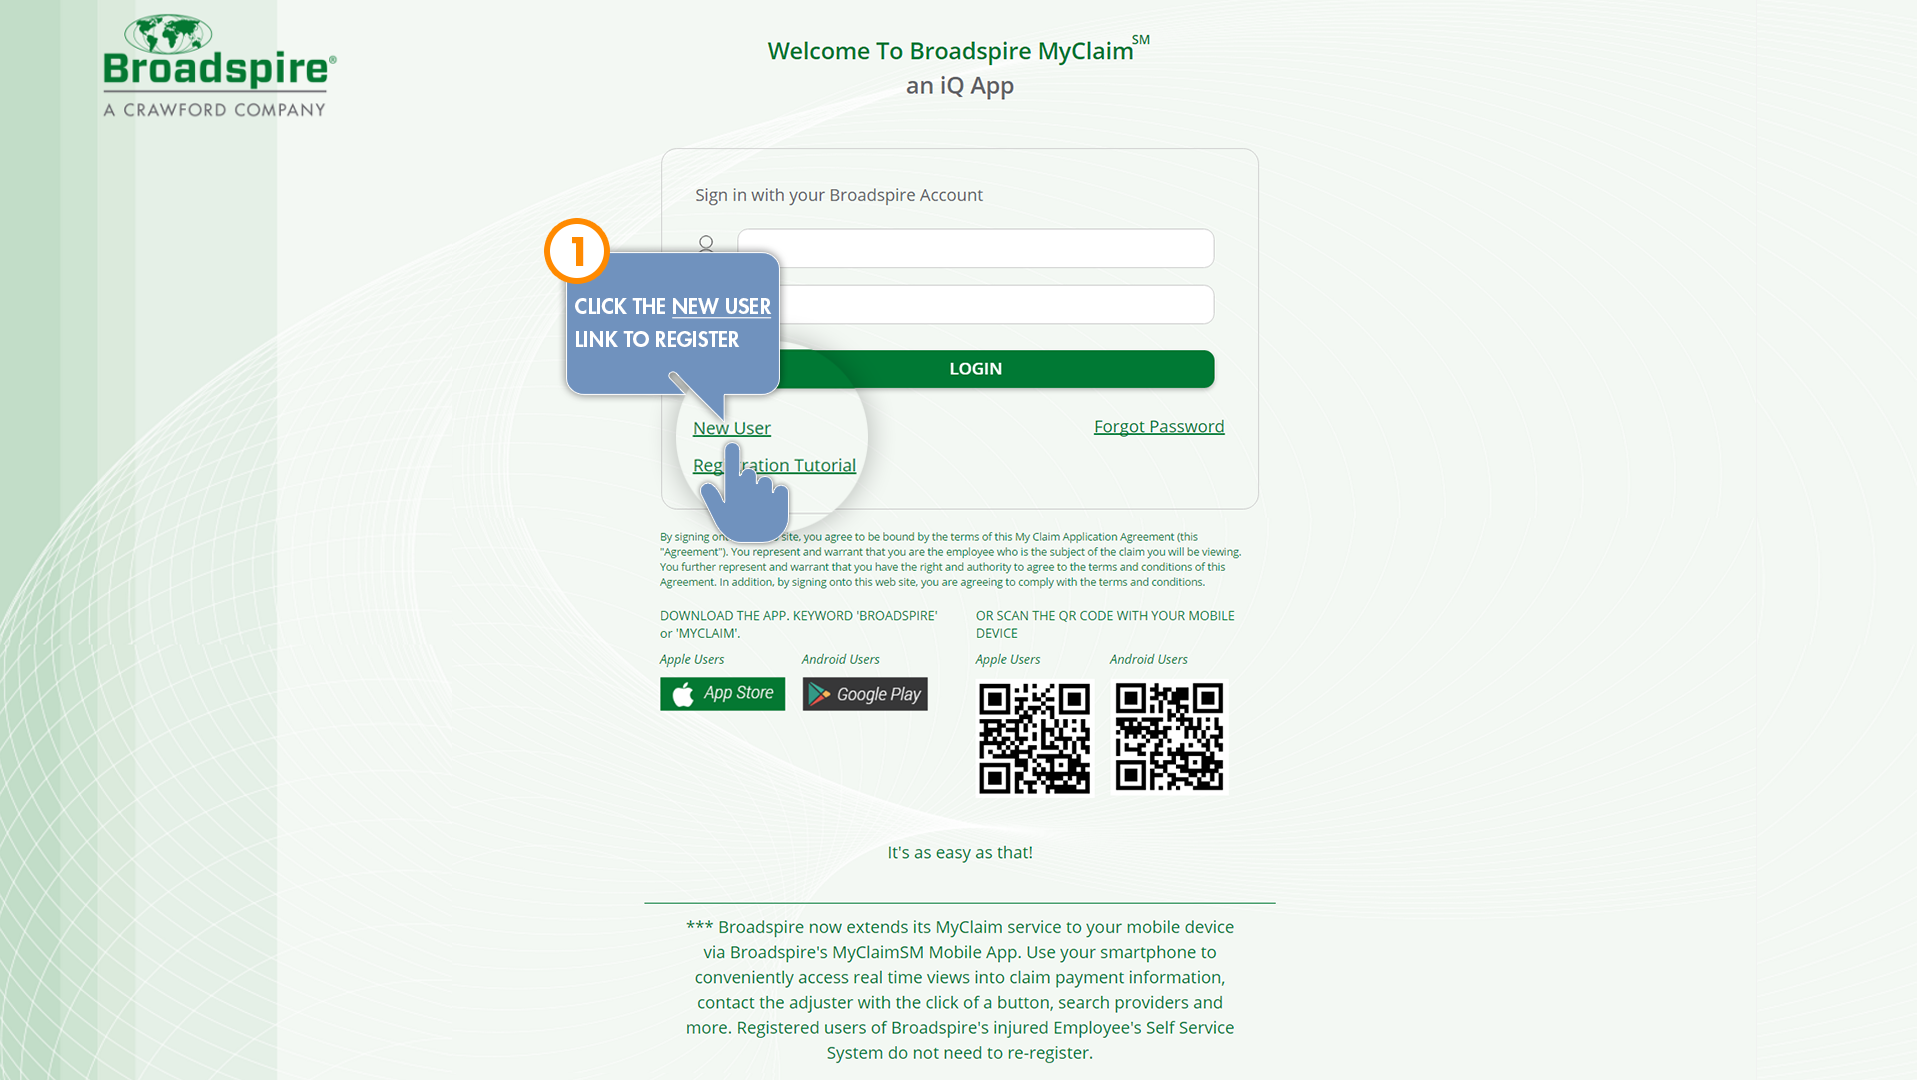 Broadspire®
A CRAWFORD COMPANY
Welcome To Broadspire MyClaim℠
an iQ App
Sign in with your Broadspire Account
1
CLICK THE NEW USER
LINK TO REGISTER
LOGIN
New User
Forgot Password
Registration Tutorial
By signing on site, you agree to be bound by the terms of this My Claim Application Agreement (this
"Agreement"). You represent and warrant that you are the employee who is the subject of the claim you will be viewing.
You further represent and warrant that you have the right and authority to agree to the terms and conditions of this
Agreement. In addition, by signing onto this web site, you are agreeing to comply with the terms and conditions.
DOWNLOAD THE APP. KEYWORD 'BROADSPIRE'
or 'MYCLAIM'.
Apple Users
Android Users
App Store
Google Play
OR SCAN THE QR CODE WITH YOUR MOBILE
DEVICE
Apple Users
Android Users
It's as easy as that!
*** Broadspire now extends its MyClaim service to your mobile device
via Broadspire's MyClaimSM Mobile App. Use your smartphone to
conveniently access real time views into claim payment information,
contact the adjuster with the click of a button, search providers and
more. Registered users of Broadspire's injured Employee's Self Service
System do not need to re-register.